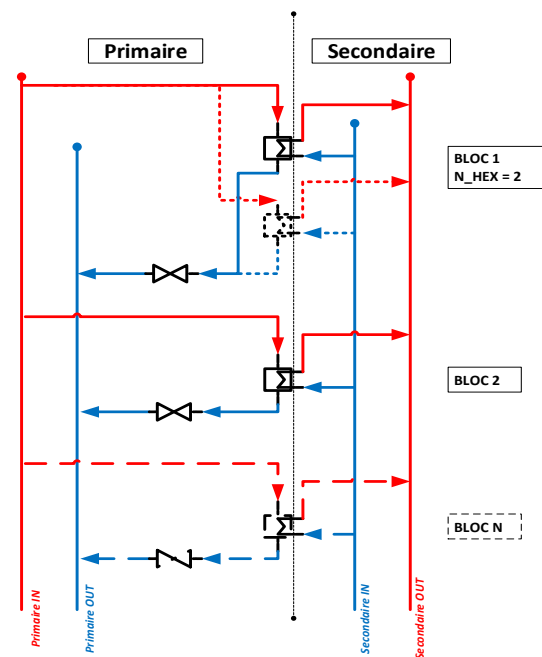 Primaire
Secondaire
BLOC 1
N_HEX = 2
BLOC 2
BLOC N
Primaire IN
Primaire OUT
Secondaire IN
Secondaire OUT